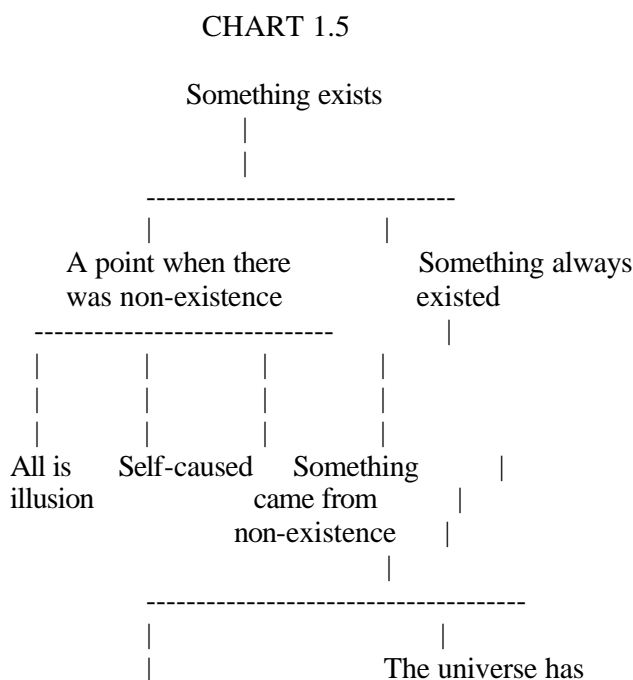 CHART 1.5
Something exists
|
|
-------------------------------
| |
A point when there Something always
was non-existence existed
------------------------------ |
| | | |
| | | |
| | | |
All is Self-caused Something |
illusion came from |
non-existence |
|
--------------------------------------
| |
| The universe has